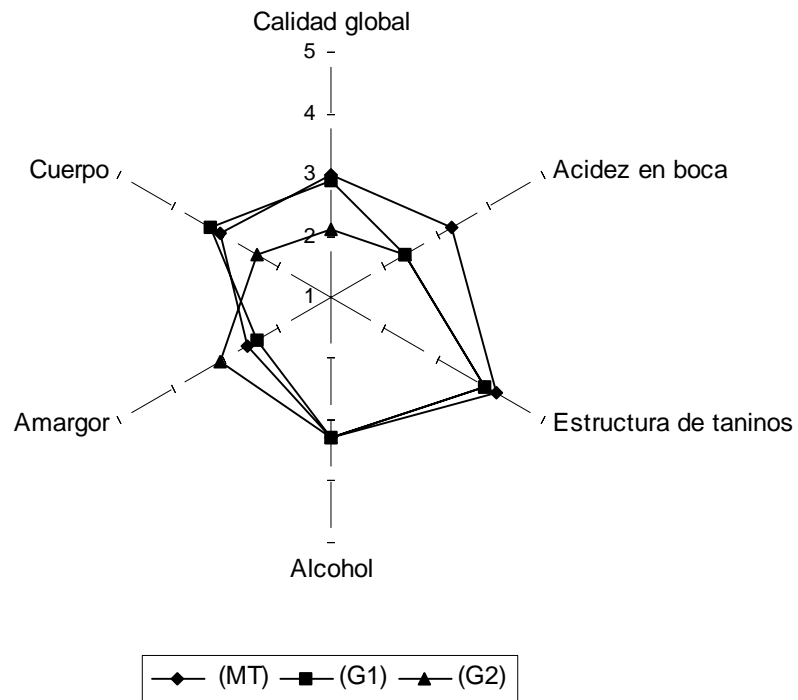 Calidad global
5
4
3
2
1
Cuerpo
Acidez en boca
Amargor
Estructura de taninos
Alcohol
(MT) (G1) (G2)